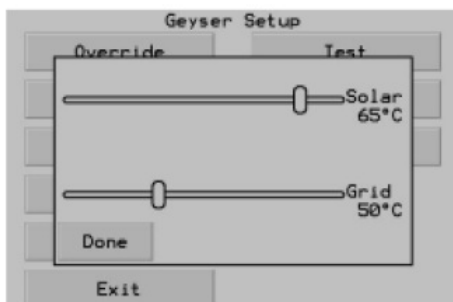 Geyser Setup
Override Test
Solar
65°C
Grid
50°C
Done
Exit